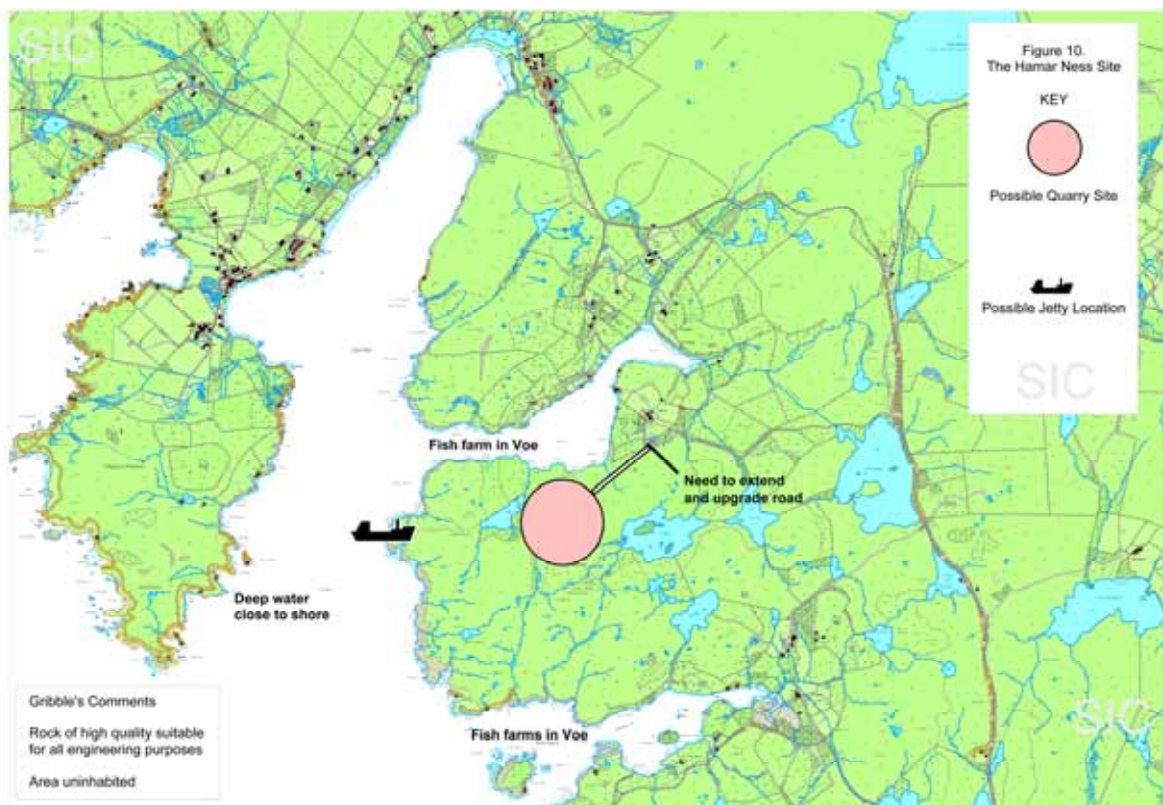 SIC
Figure 10.
The Hamar Ness Site
KEY
Possible Quarry Site
Possible Jetty Location
SIC
Fish farm in Voe
Need to extend
and upgrade road
Deep water
close to shore
Gribble's Comments
Rock of high quality suitable
for all engineering purposes
Area uninhabited
Fish farms in Voe
SIC